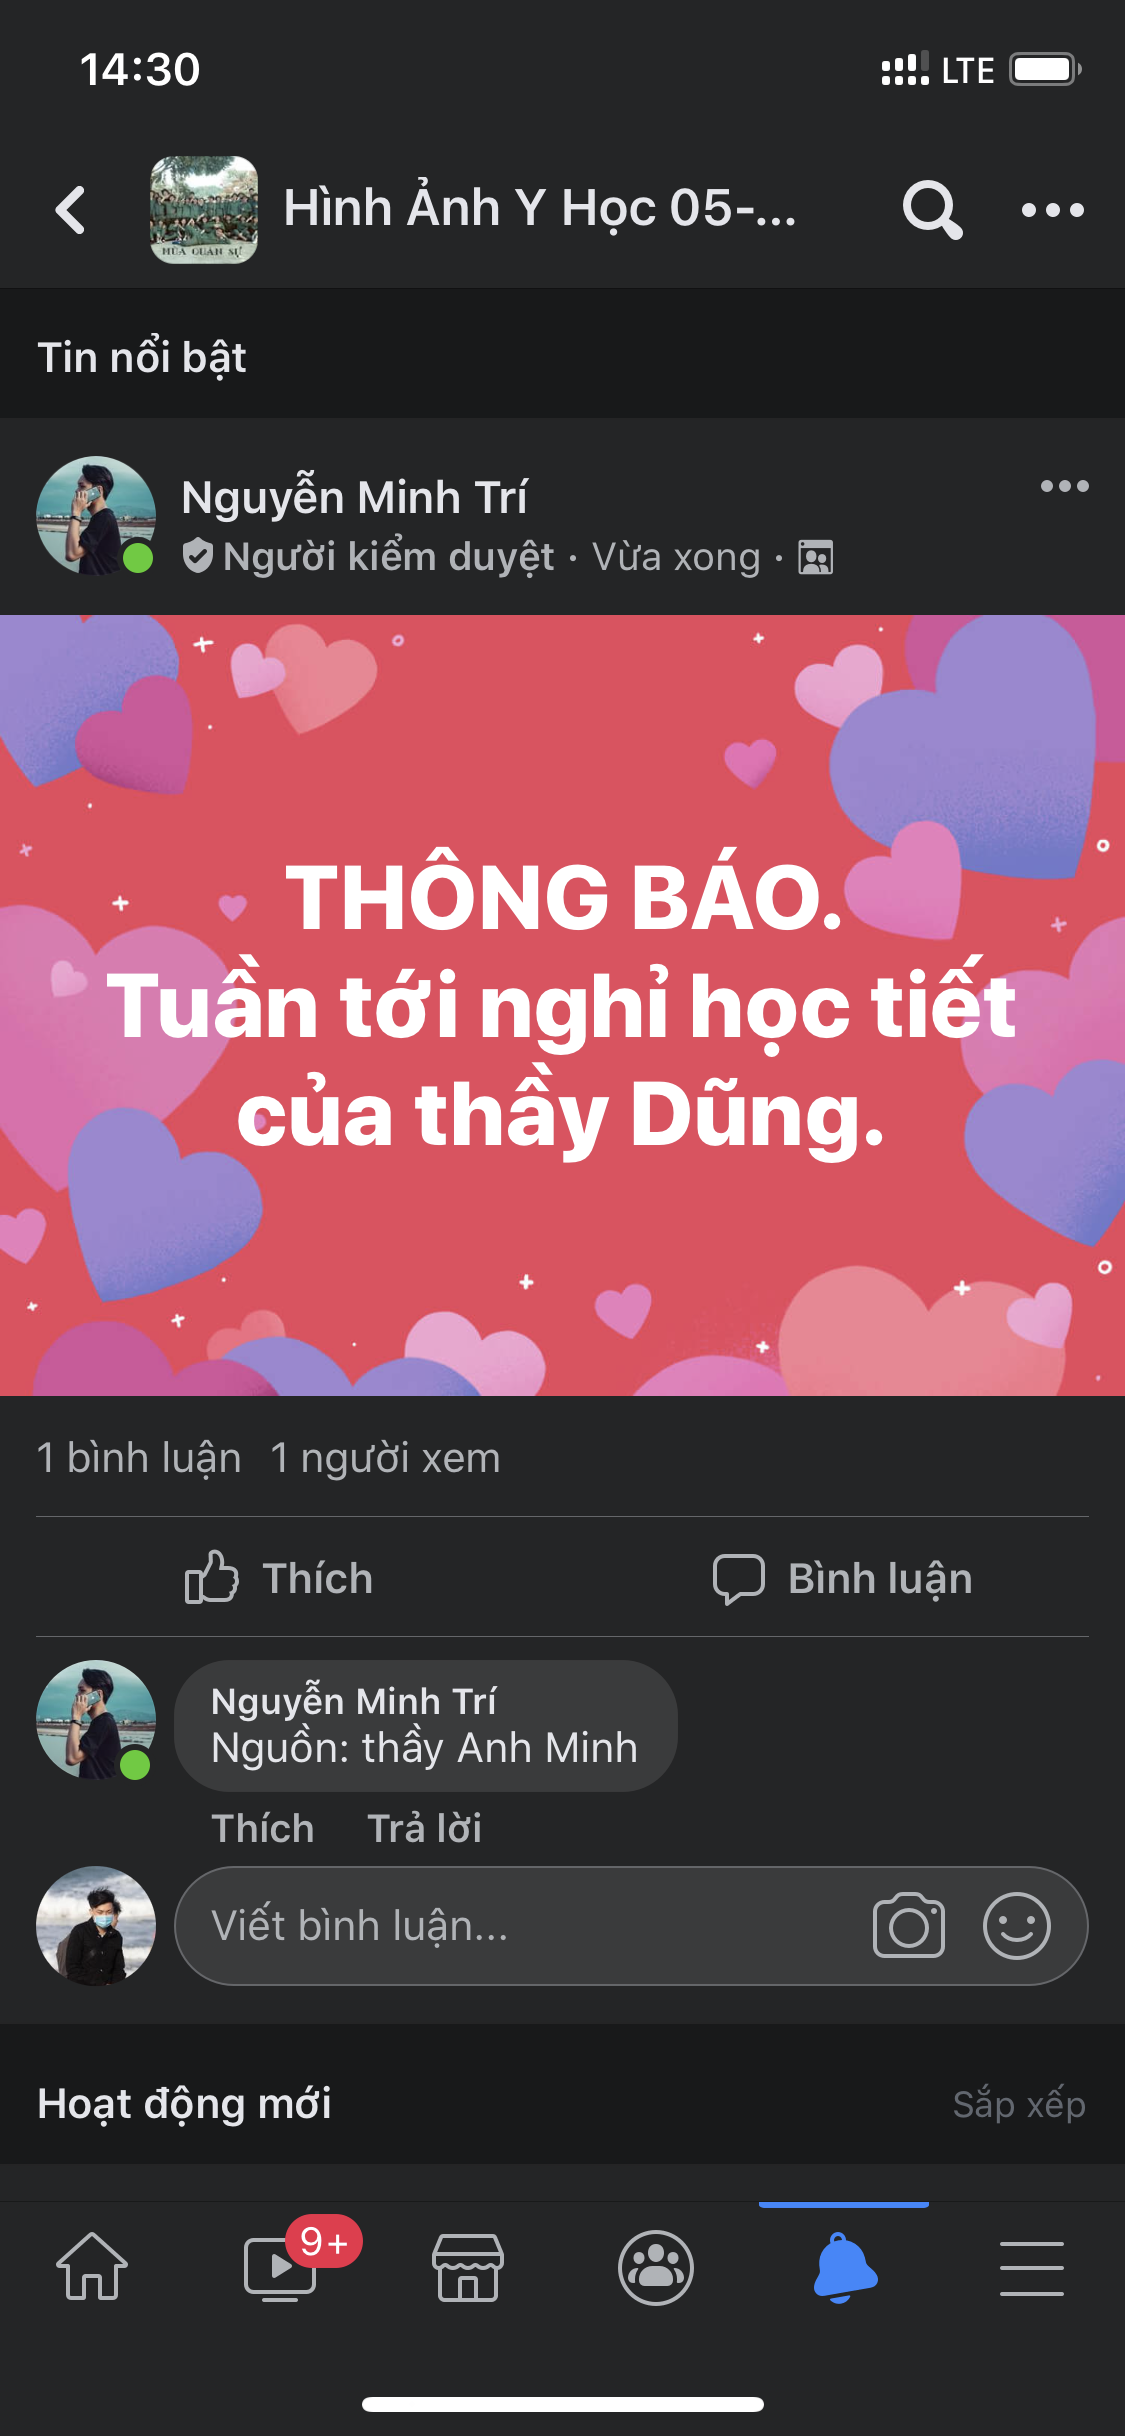 14:30
LTE
Hình Ảnh Y Học 05-...
MÙA QUÂN SỰ
Tin nổi bật
Nguyễn Minh Trí
Người kiểm duyệt · Vừa xong ·
THÔNG BÁO.
Tuần tới nghỉ học tiết
của thầy Dũng.
1 bình luận 1 người xem
Thích Bình luận
Nguyễn Minh Trí
Nguồn: thầy Anh Minh
Thích Trả lời
Viết bình luận...
Hoạt động mới Sắp xếp
9+